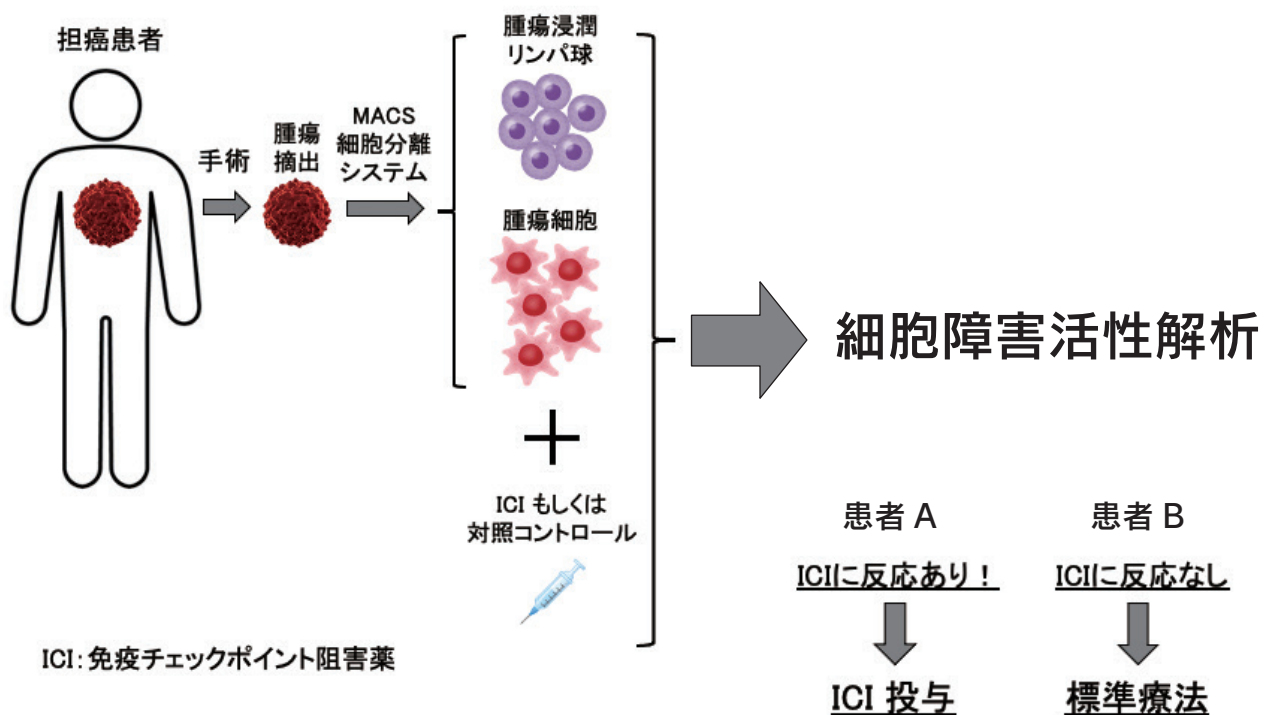 担癌患者
手術
腫瘍
摘出
MACS
細胞分離
システム
腫瘍浸潤
リンパ球
腫瘍細胞
ICI もしくは
対照コントロール
細胞障害活性解析
患者 A
ICIに反応あり！
ICI 投与
患者 B
ICIに反応なし
標準療法
ICI：免疫チェックポイント阻害薬